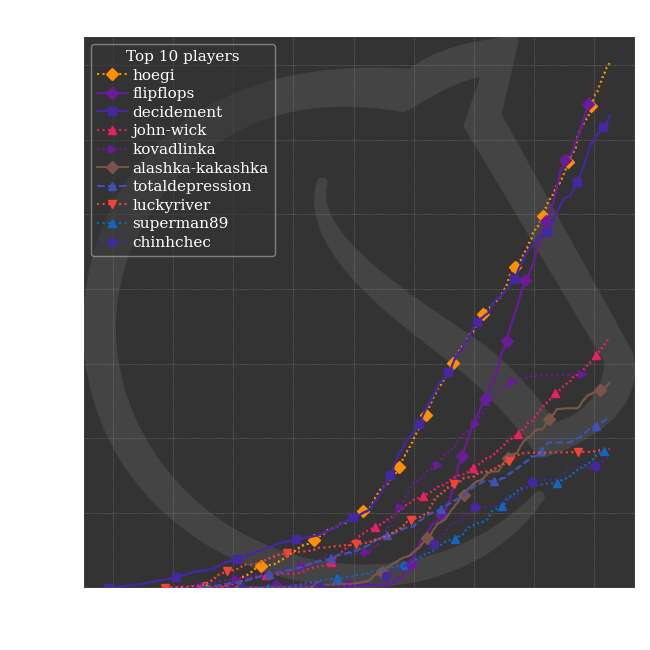 Top 10 players
hoegi
flipflops
decidement
john-wick
kovadlinka
alashka-kakashka
totaldepression
luckyriver
superman89
chinhchec